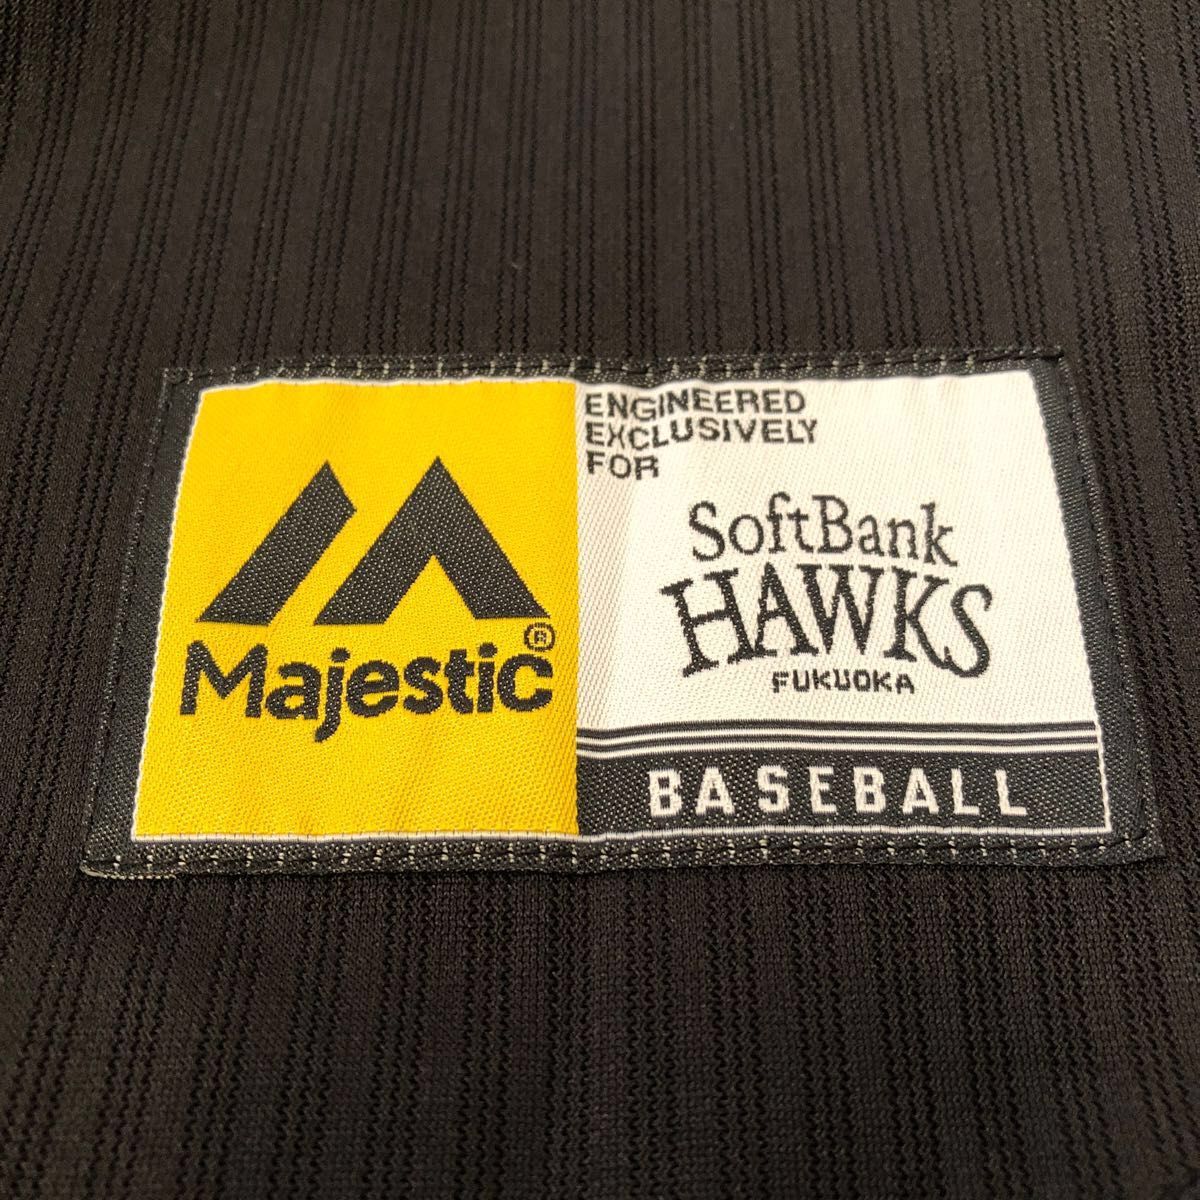 Majestic®
ENGINEERED
EXCLUSIVELY
FOR
SoftBank
HAWKS
FUKUOKA
BASEBALL